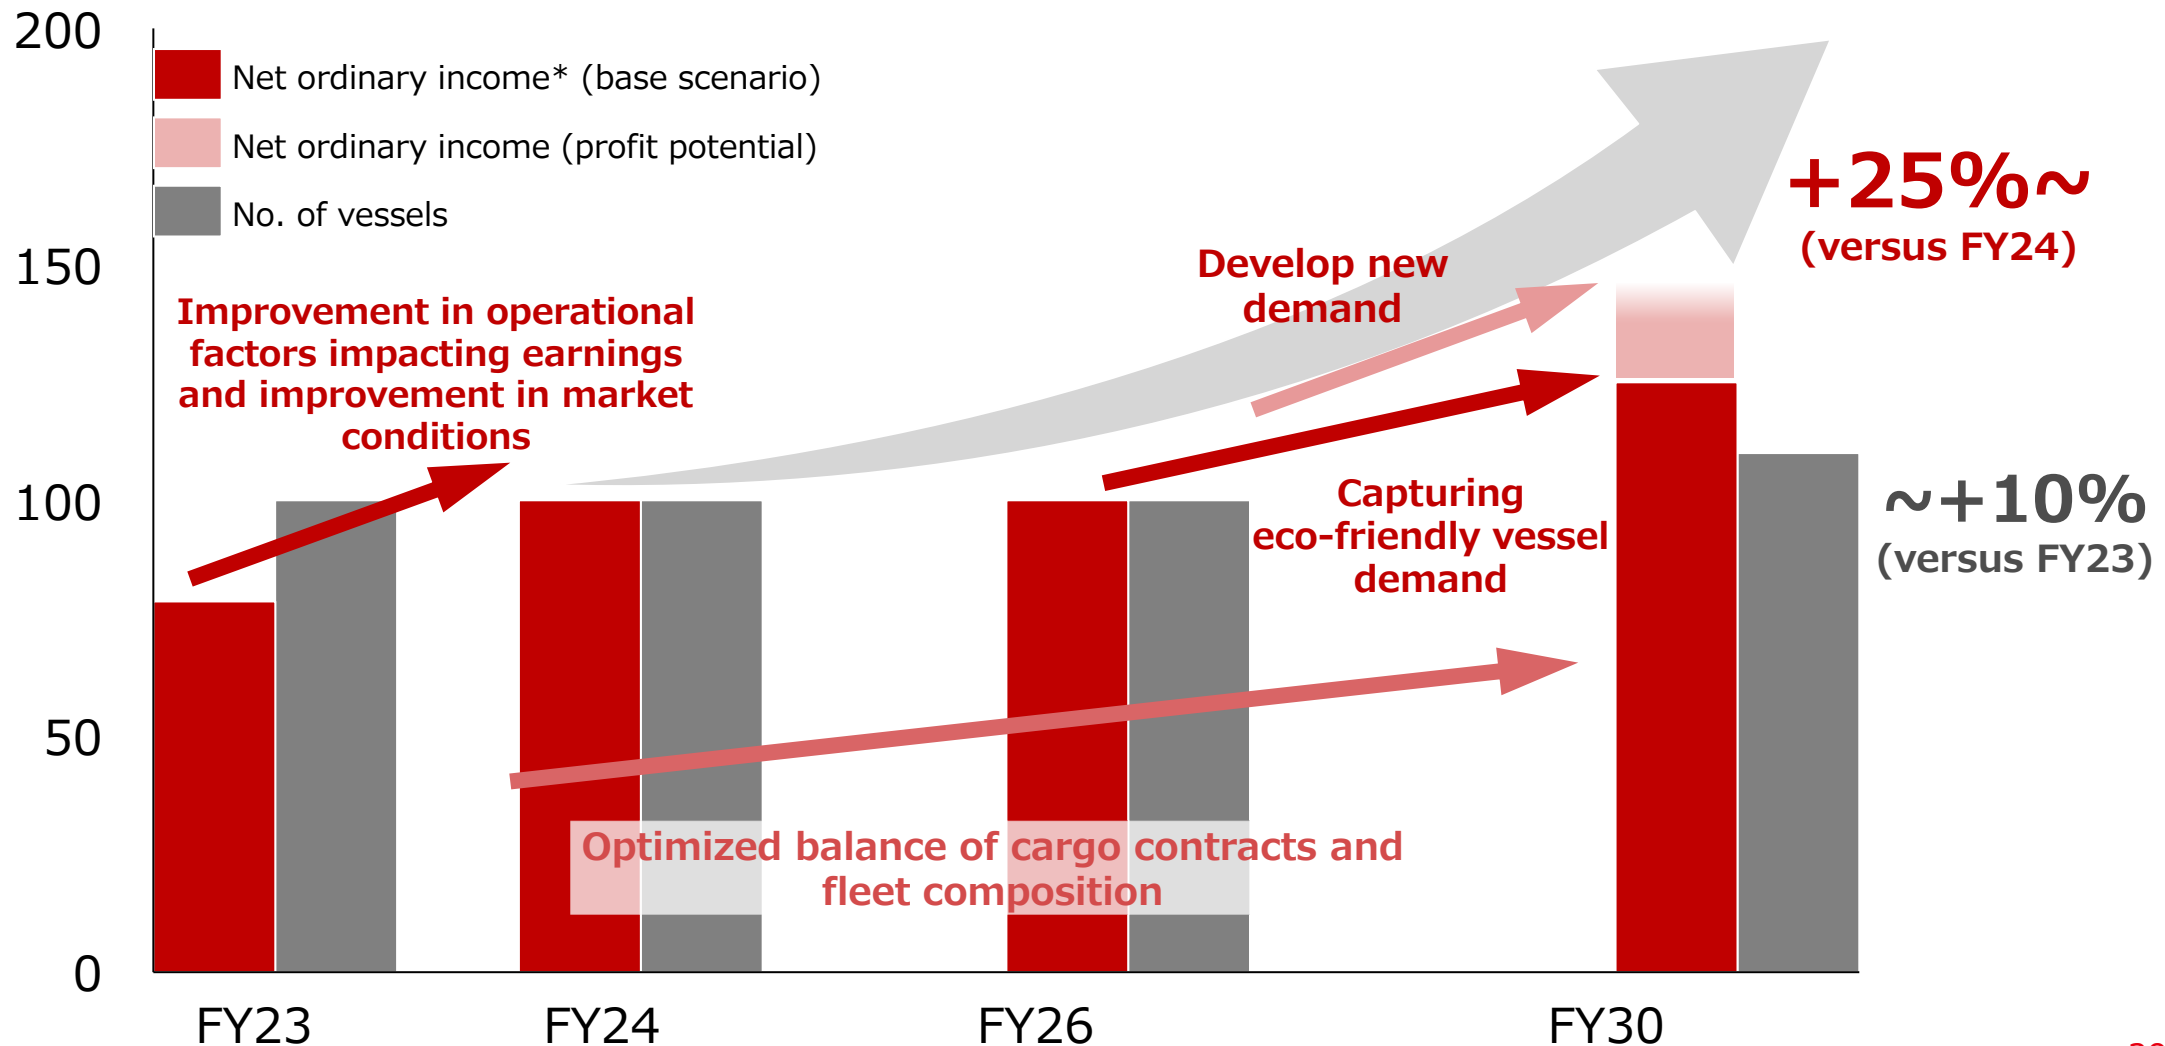 200
150
100
50
0
Net ordinary income* (base scenario)
Net ordinary income (profit potential)
No. of vessels
Improvement in operational
factors impacting earnings
and improvement in market
conditions
Develop new
demand
+25%~
(versus FY24)
Capturing
eco-friendly vessel
demand
~+10%
(versus FY23)
Optimized balance of cargo contracts and
fleet composition
FY23
FY24
FY26
FY30